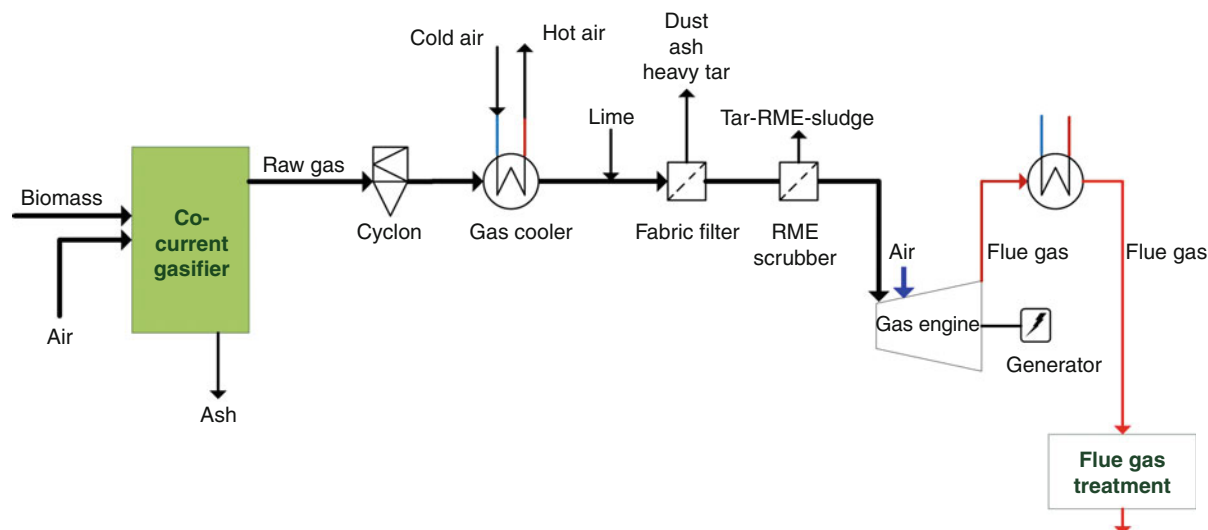 Cold air
Hot air
Dust
ash
heavy tar
Lime
Tar-RME-sludge
Raw gas
Biomass
Co-
current
gasifier
Cyclon
Gas cooler
Fabric filter
RME
scrubber
Air
Flue gas
Flue gas
Air
Gas engine
Generator
Ash
Flue gas
treatment